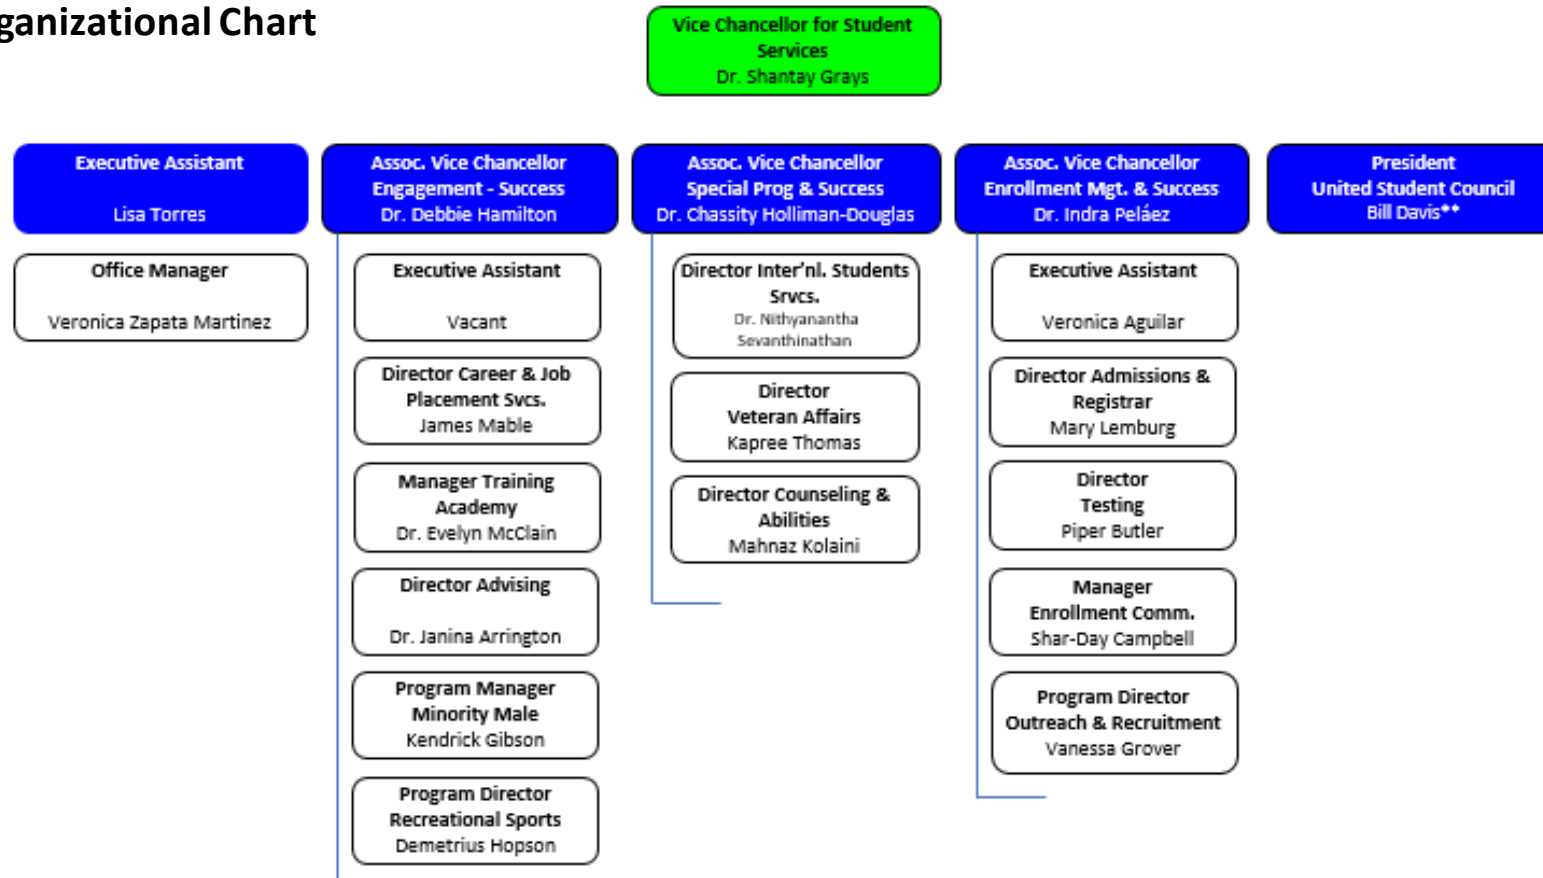 ganizational Chart
Vice Chancellor for Student
Services
Dr. Shantay Grays
Executive Assistant
Lisa Torres
Assoc. Vice Chancellor
Engagement - Success
Dr. Debbie Hamilton
Assoc. Vice Chancellor
Special Prog & Success
Dr. Chassity Holliman-Douglas
Assoc. Vice Chancellor
Enrollment Mgt. & Success
Dr. Indra Peláez
President
United Student Council
Bill Davis**
Office Manager
Veronica Zapata Martinez
Executive Assistant
Vacant
Director Career & Job
Placement Svcs.
James Mable
Manager Training
Academy
Dr. Evelyn McClain
Director Advising
Dr. Janina Arrington
Program Manager
Minority Male
Kendrick Gibson
Program Director
Recreational Sports
Demetrius Hopson
Director Inter'nl. Students
Srvcs.
Dr. Nithyanantha
Sevanthinathan
Director
Veteran Affairs
Kapree Thomas
Director Counseling &
Abilities
Mahnaz Kolaini
Executive Assistant
Veronica Aguilar
Director Admissions &
Registrar
Mary Lemburg
Director
Testing
Piper Butler
Manager
Enrollment Comm.
Shar-Day Campbell
Program Director
Outreach & Recruitment
Vanessa Grover